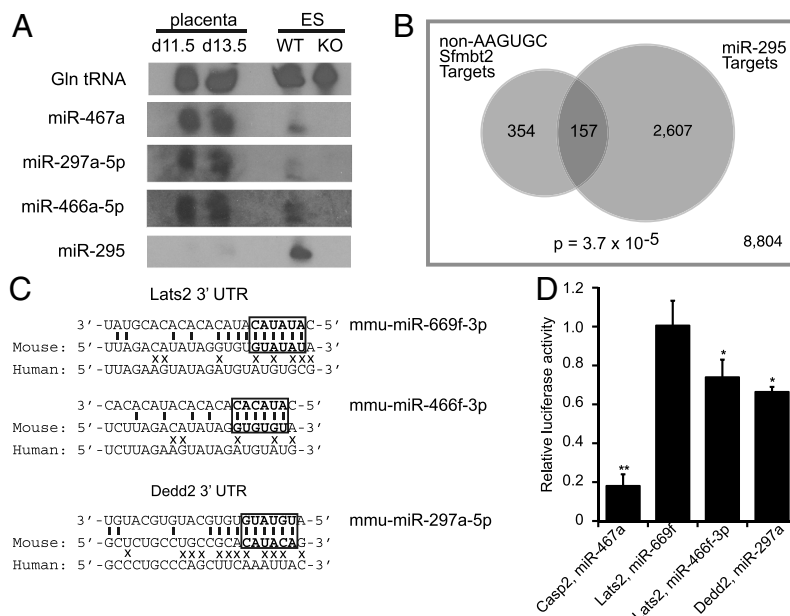 A
placenta
ES
d11.5 d13.5
WT KO
Gln tRNA
miR-467a
miR-297a-5p
miR-466a-5p
miR-295
B
non-AAGUGC
Sfmbt2
Targets
miR-295
Targets
354
157
2,607
p = 3.7 x 10-5
8,804
C
Lats2 3' UTR
3'-UAUGCACACACACAUACAUAUAC-5' mmu-miR-669f-3p
Mouse: 5'-UUAGACAUAUAGGUGUGUAUAUA-3'
x x x x x x x
Human: 5'-UUAGAAGUAUAGAUGUAUGUGCG-3'
3'-CACACAUACACACACACAUAC-5' mmu-miR-466f-3p
Mouse: 5'-UCUUAGACAUAUAGGUGUGUA-3'
x x x x x
Human: 5'-UCUUAGAAGUAUAGAUGUAUG-3'
Dedd2 3' UTR
3'-UGUACGUGUACGUGUGUAUGUA-5' mmu-miR-297a-5p
Mouse: 5'-GCUCUGCCUGCCGCACAUACAG-3'
x xxx xxxx xxx x
Human: 5'-GCCCUGCCCAGCUUCAAAUUAC-3'
D
Relative luciferase activity
1.2
1.0
0.8
0.6
0.4
0.2
0
**
*
*
Casp2, miR-467a
Lats2, miR-669f
Lats2, miR-466f-3p
Dedd2, miR-297a